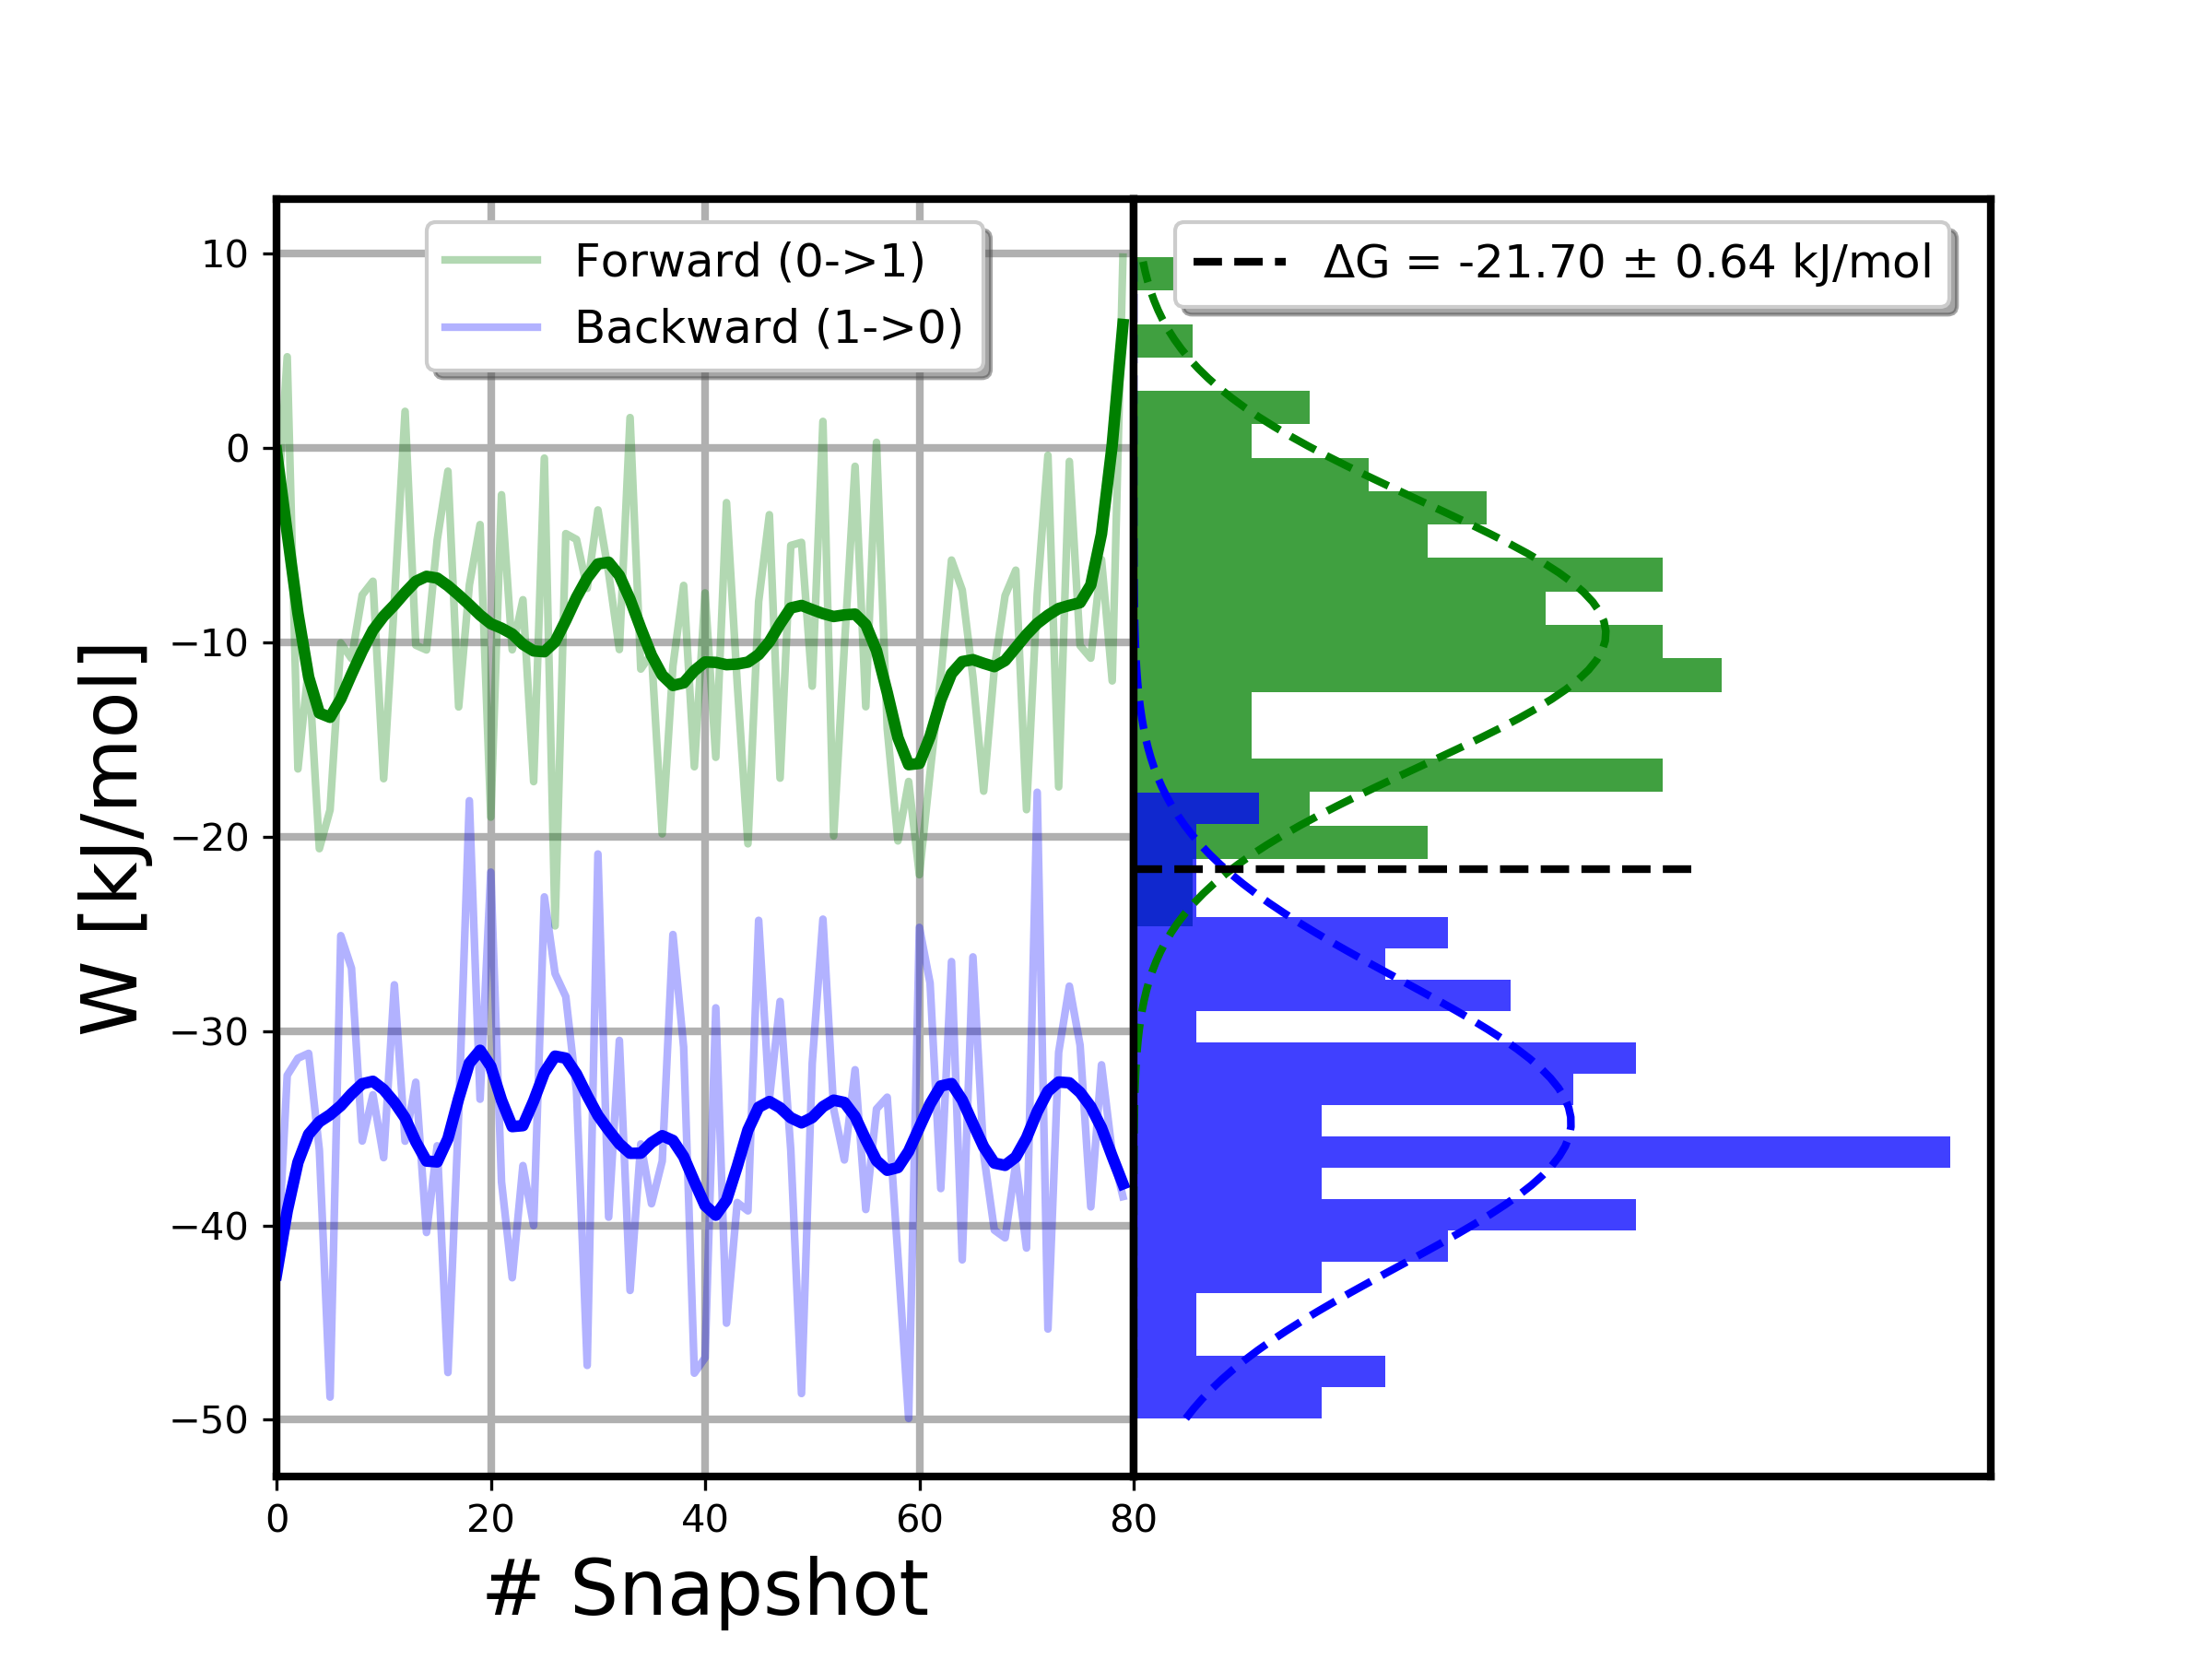 Forward (0->1)
Backward (1->0)
ΔG = -21.70 ± 0.64 kJ/mol
W [kJ/mol]
10
0
−10
−20
−30
−40
−50
0 20 40 60 80
# Snapshot